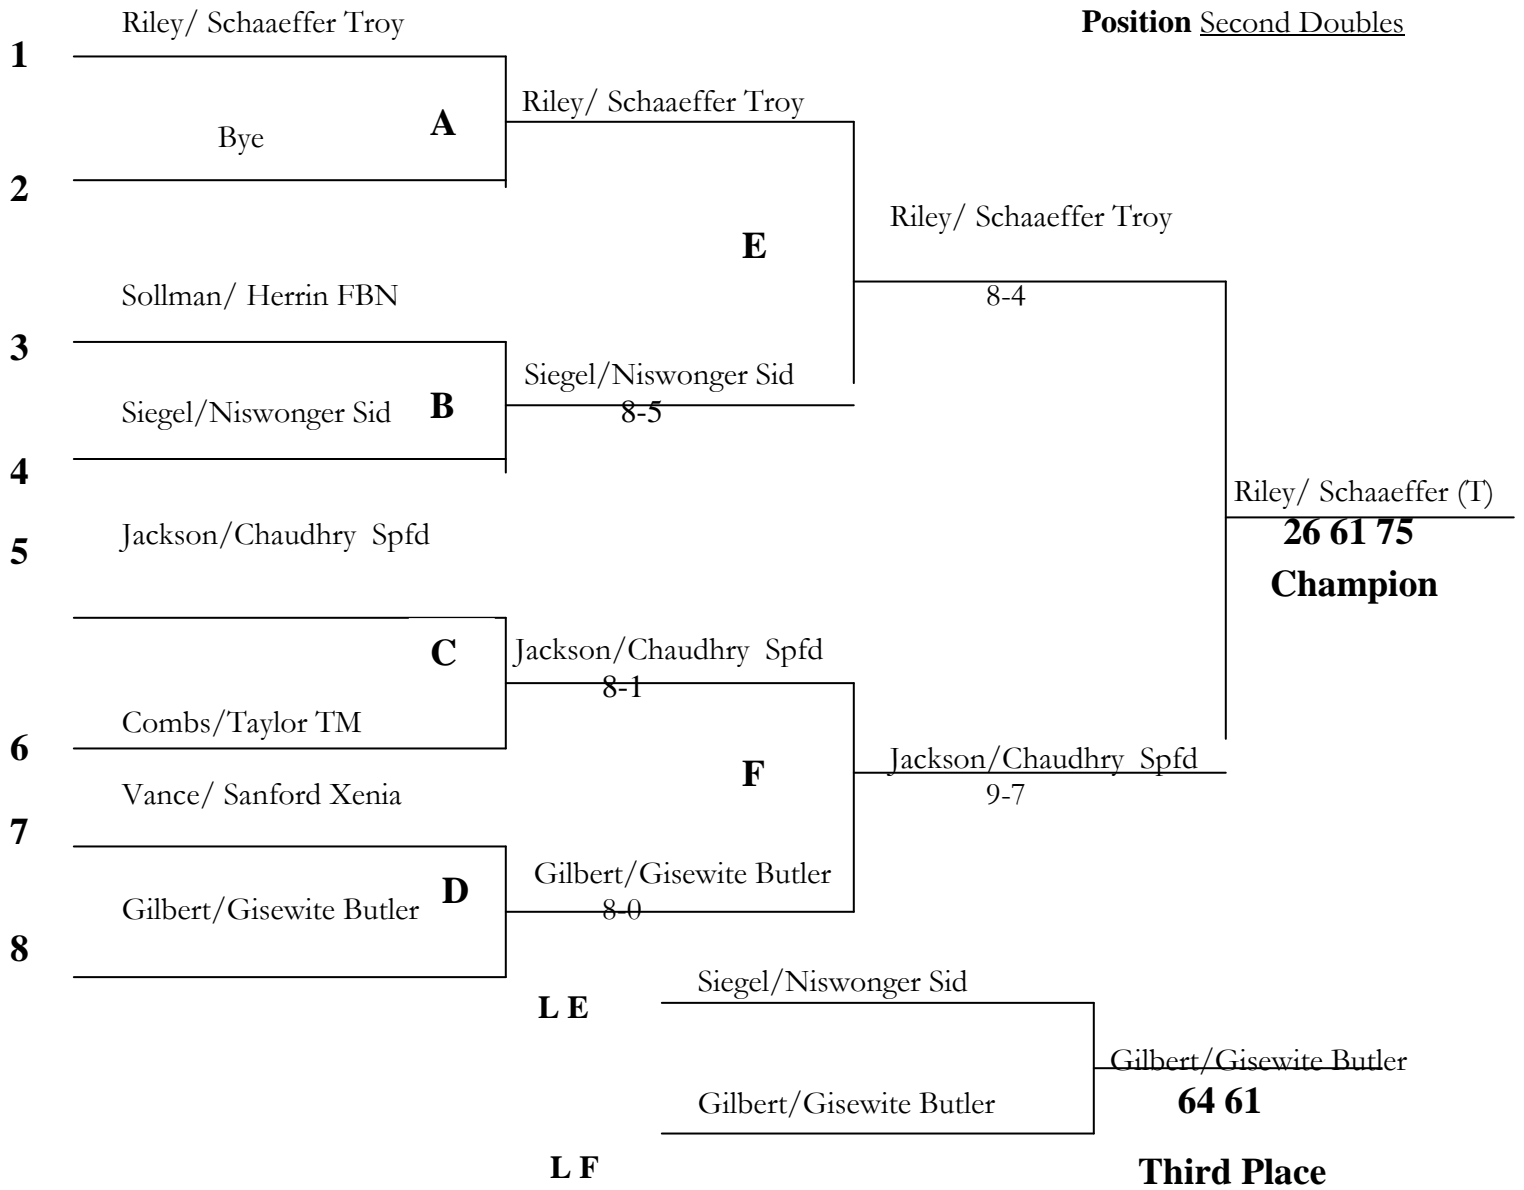 Riley/ Schaaeffer Troy
Position Second Doubles
1
Riley/ Schaaeffer Troy
A
Bye
2
Riley/ Schaaeffer Troy
E
Sollman/ Herrin FBN
8-4
3
Siegel/Niswonger Sid
Siegel/Niswonger Sid
B
8-5
4
Riley/ Schaaeffer (T)
26 61 75
Champion
Jackson/Chaudhry Spfd
5
C
Jackson/Chaudhry Spfd
8-1
Combs/Taylor TM
6
F
Jackson/Chaudhry Spfd
9-7
Vance/ Sanford Xenia
7
Gilbert/Gisewite Butler
D
Gilbert/Gisewite Butler
8-0
8
Siegel/Niswonger Sid
L E
Gilbert/Gisewite Butler
64 61
Gilbert/Gisewite Butler
L F
Third Place